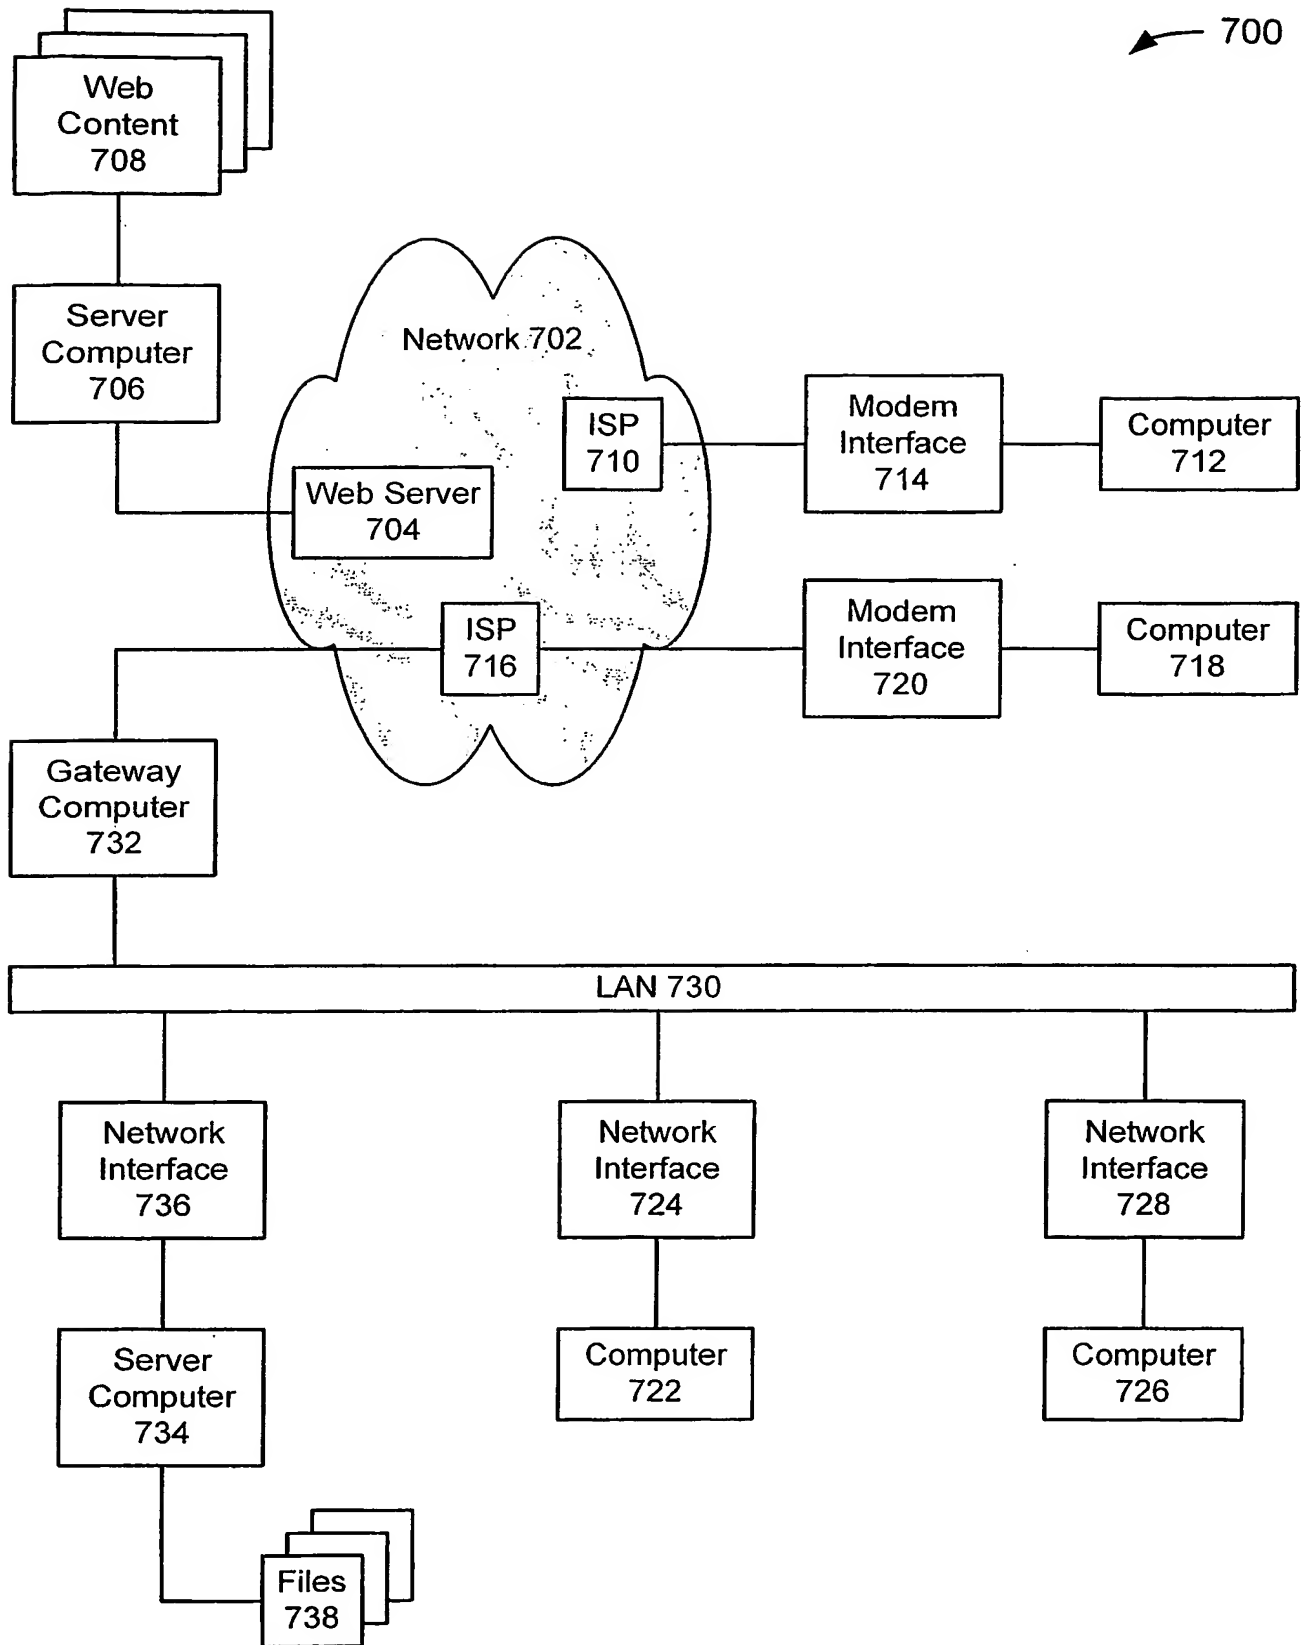 700
Web
Content
708
Server
Computer
706
Network 702
ISP
710
Modem
Interface
714
Computer
712
Web Server
704
ISP
716
Modem
Interface
720
Computer
718
Gateway
Computer
732
LAN 730
Network
Interface
736
Network
Interface
724
Network
Interface
728
Server
Computer
734
Computer
722
Computer
726
Files
738